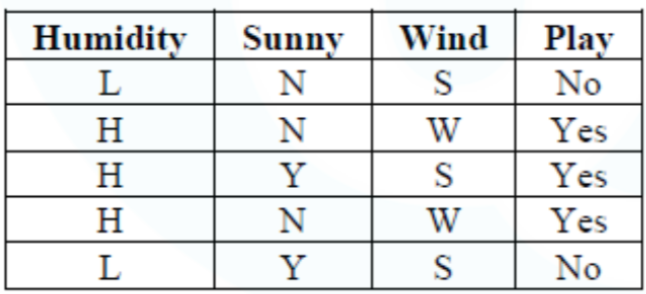 Humidity Sunny Wind Play
L N S No
H N W Yes
H Y S Yes
H N W Yes
L Y S No